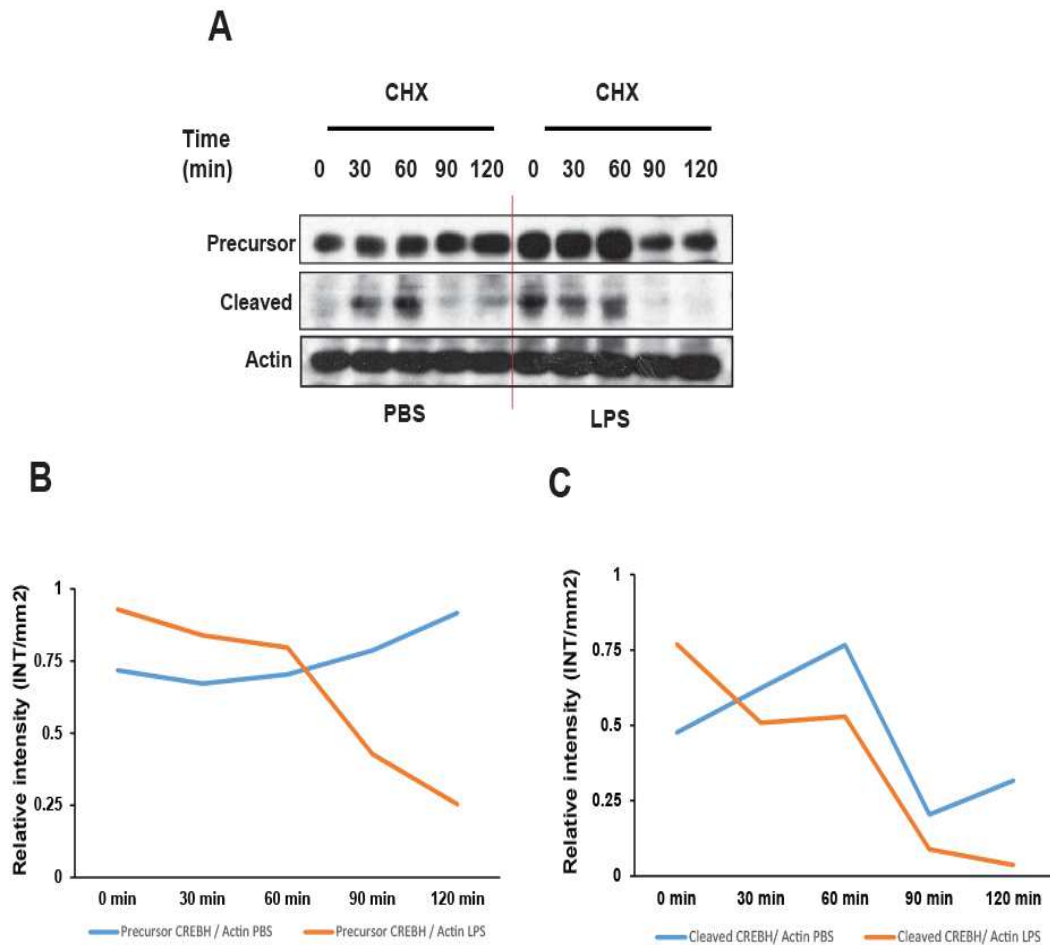 A
CHX CHX
Time
(min)
0 30 60 90 120 0 30 60 90 120
Precursor
Cleaved
Actin
PBS LPS
B
Relative intensity (INT/mm2)
1
0.75
0.5
0.25
0
0 min 30 min 60 min 90 min 120 min
Precursor CREBH / Actin PBS Precursor CREBH / Actin LPS
C
Relative intensity (INT/mm2)
1
0.75
0.5
0.25
0
0 min 30 min 60 min 90 min 120 min
Cleaved CREBH/ Actin PBS Cleaved CREBH/ Actin LPS